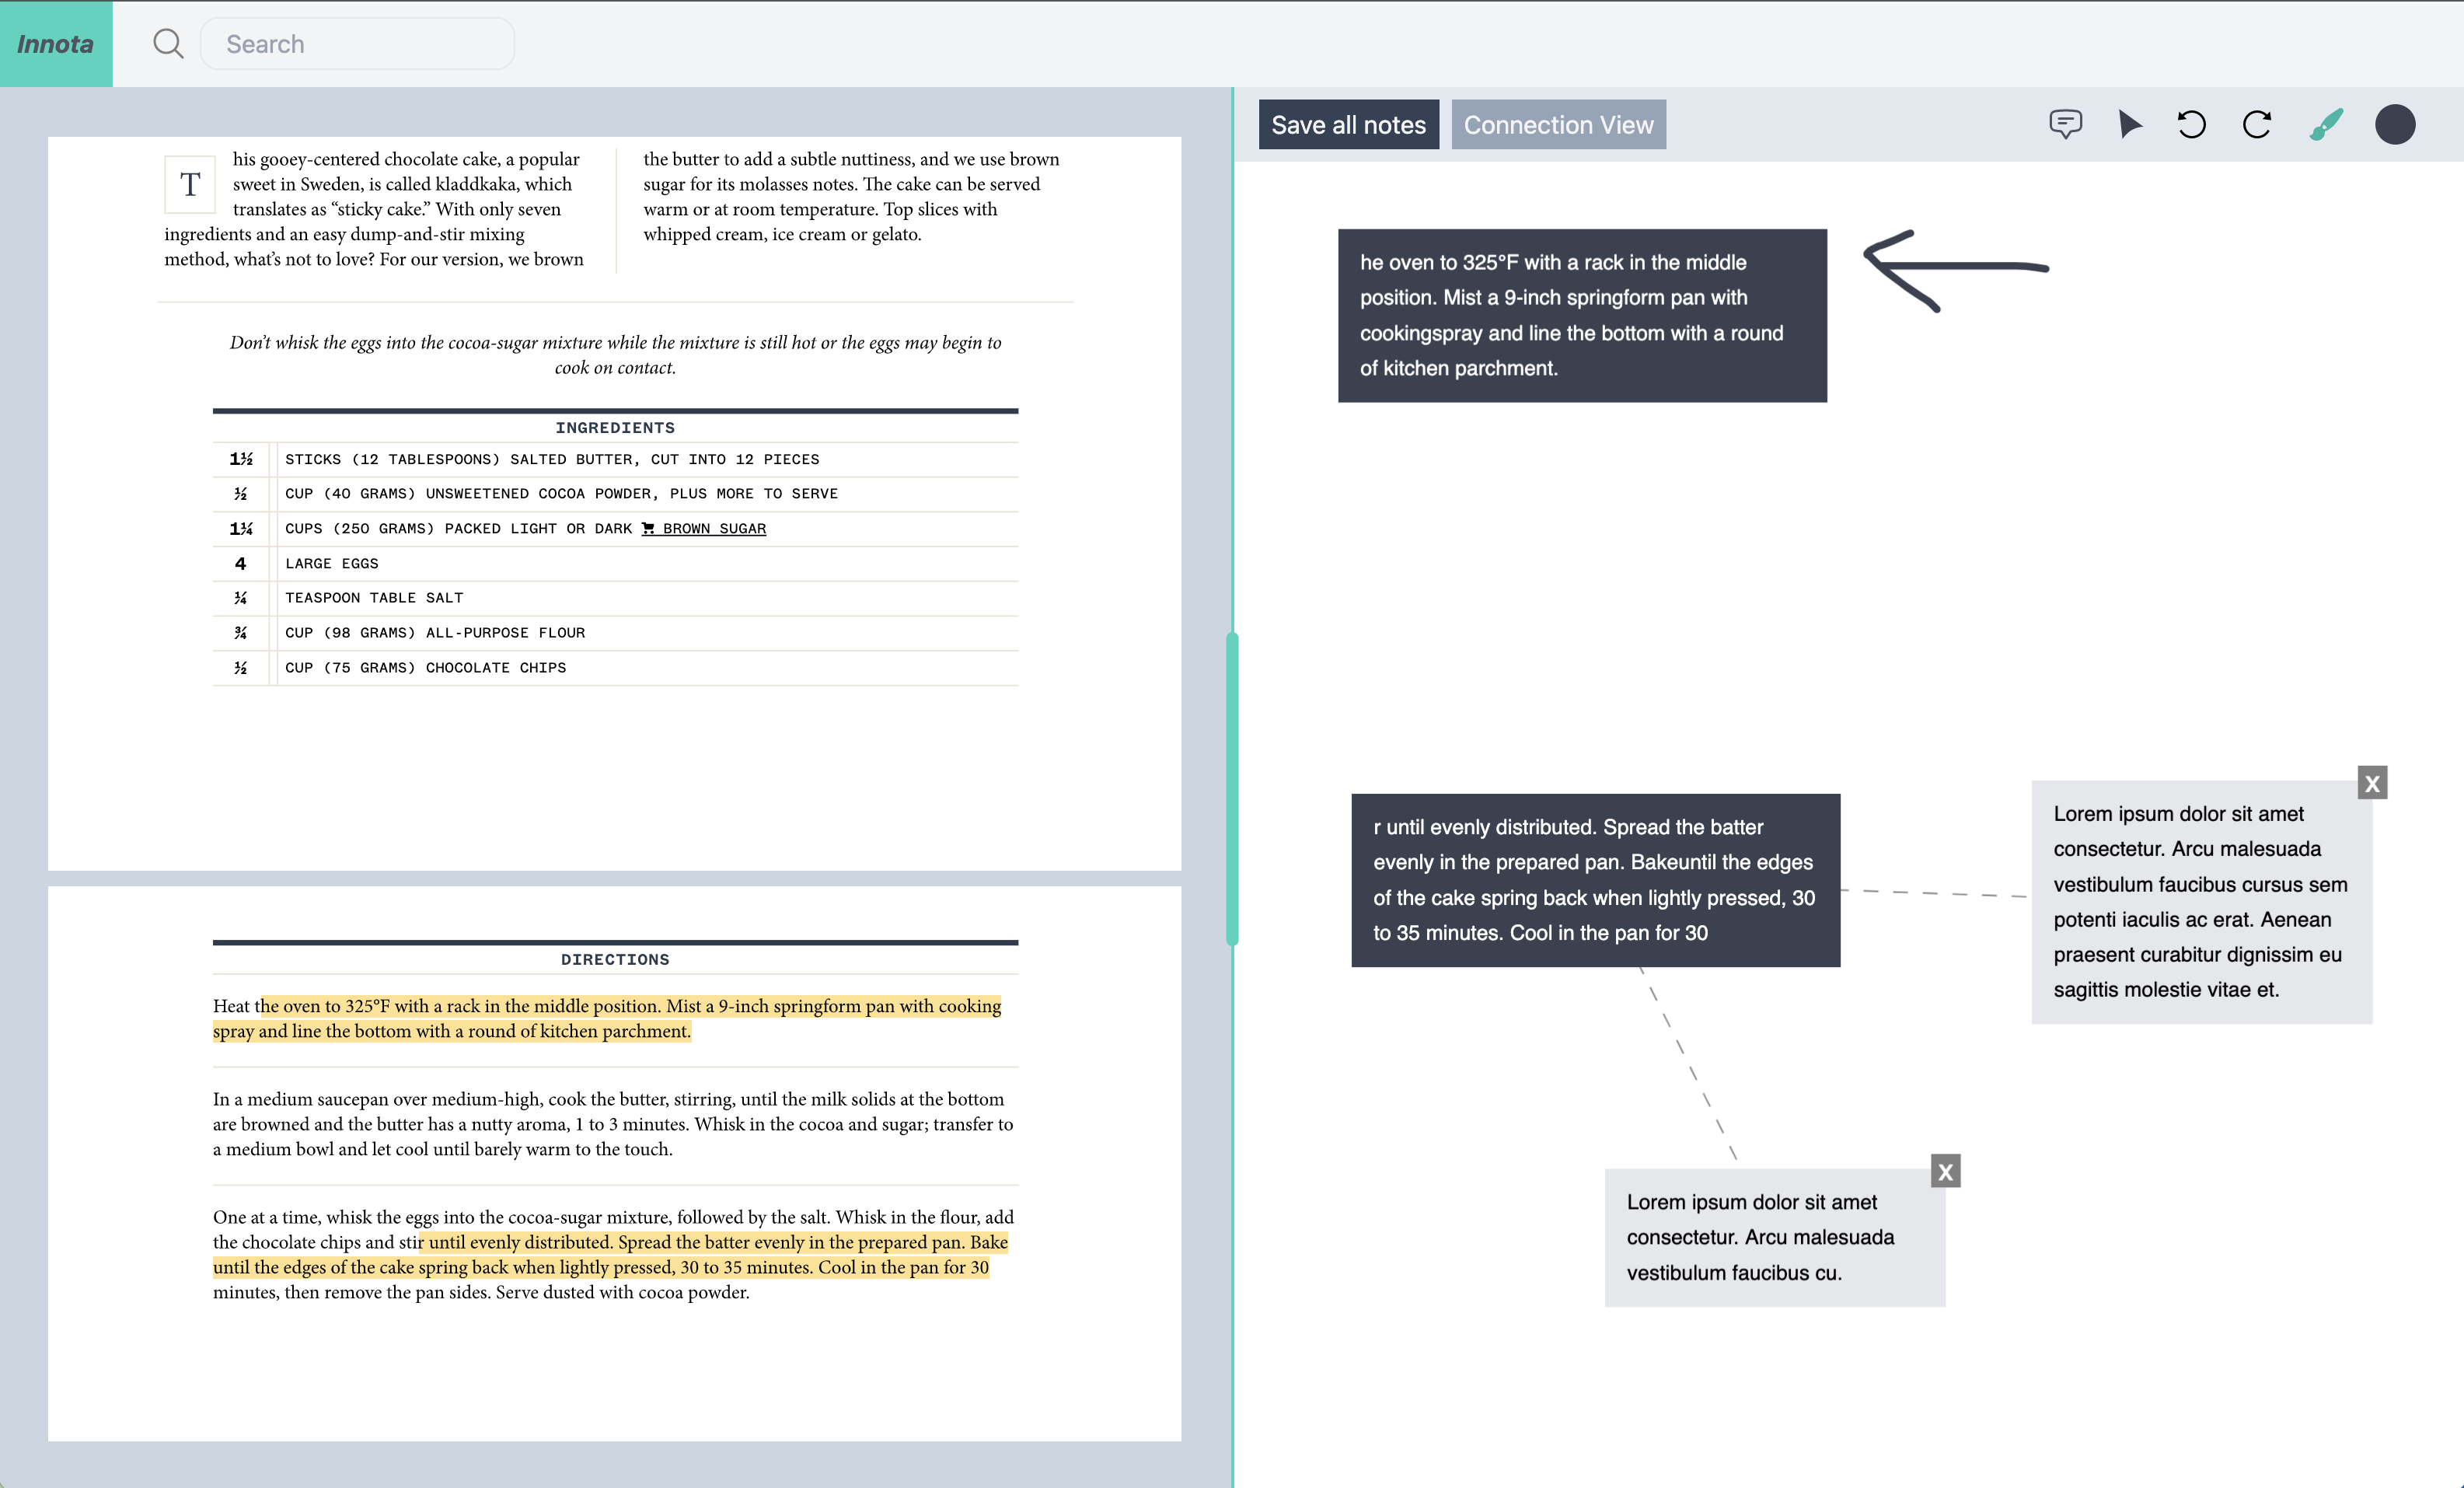 Innota
Search
Save all notes
Connection View
T
his gooey-centered chocolate cake, a popular
sweet in Sweden, is called kladdkaka, which
translates as “sticky cake.” With only seven
ingredients and an easy dump-and-stir mixing
method, what’s not to love? For our version, we brown
the butter to add a subtle nuttiness, and we use brown
sugar for its molasses notes. The cake can be served
warm or at room temperature. Top slices with
whipped cream, ice cream or gelato.
Don’t whisk the eggs into the cocoa-sugar mixture while the mixture is still hot or the eggs may begin to
cook on contact.
INGREDIENTS
1½ STICKS (12 TABLESPOONS) SALTED BUTTER, CUT INTO 12 PIECES
½ CUP (40 GRAMS) UNSWEETENED COCOA POWDER, PLUS MORE TO SERVE
1¼ CUPS (250 GRAMS) PACKED LIGHT OR DARK BROWN SUGAR
4 LARGE EGGS
¼ TEASPOON TABLE SALT
¾ CUP (98 GRAMS) ALL-PURPOSE FLOUR
½ CUP (75 GRAMS) CHOCOLATE CHIPS
DIRECTIONS
Heat the oven to 325°F with a rack in the middle position. Mist a 9-inch springform pan with cooking
spray and line the bottom with a round of kitchen parchment.
In a medium saucepan over medium-high, cook the butter, stirring, until the milk solids at the bottom
are browned and the butter has a nutty aroma, 1 to 3 minutes. Whisk in the cocoa and sugar; transfer to
a medium bowl and let cool until barely warm to the touch.
One at a time, whisk the eggs into the cocoa-sugar mixture, followed by the salt. Whisk in the flour, add
the chocolate chips and stir until evenly distributed. Spread the batter evenly in the prepared pan. Bake
until the edges of the cake spring back when lightly pressed, 30 to 35 minutes. Cool in the pan for 30
minutes, then remove the pan sides. Serve dusted with cocoa powder.
he oven to 325°F with a rack in the middle
position. Mist a 9-inch springform pan with
cookingspray and line the bottom with a round
of kitchen parchment.
r until evenly distributed. Spread the batter
evenly in the prepared pan. Bakeuntil the edges
of the cake spring back when lightly pressed, 30
to 35 minutes. Cool in the pan for 30
X
Lorem ipsum dolor sit amet
consectetur. Arcu malesuada
vestibulum faucibus cursus sem
potenti iaculis ac erat. Aenean
praesent curabitur dignissim eu
sagittis molestie vitae et.
X
Lorem ipsum dolor sit amet
consectetur. Arcu malesuada
vestibulum faucibus cu.